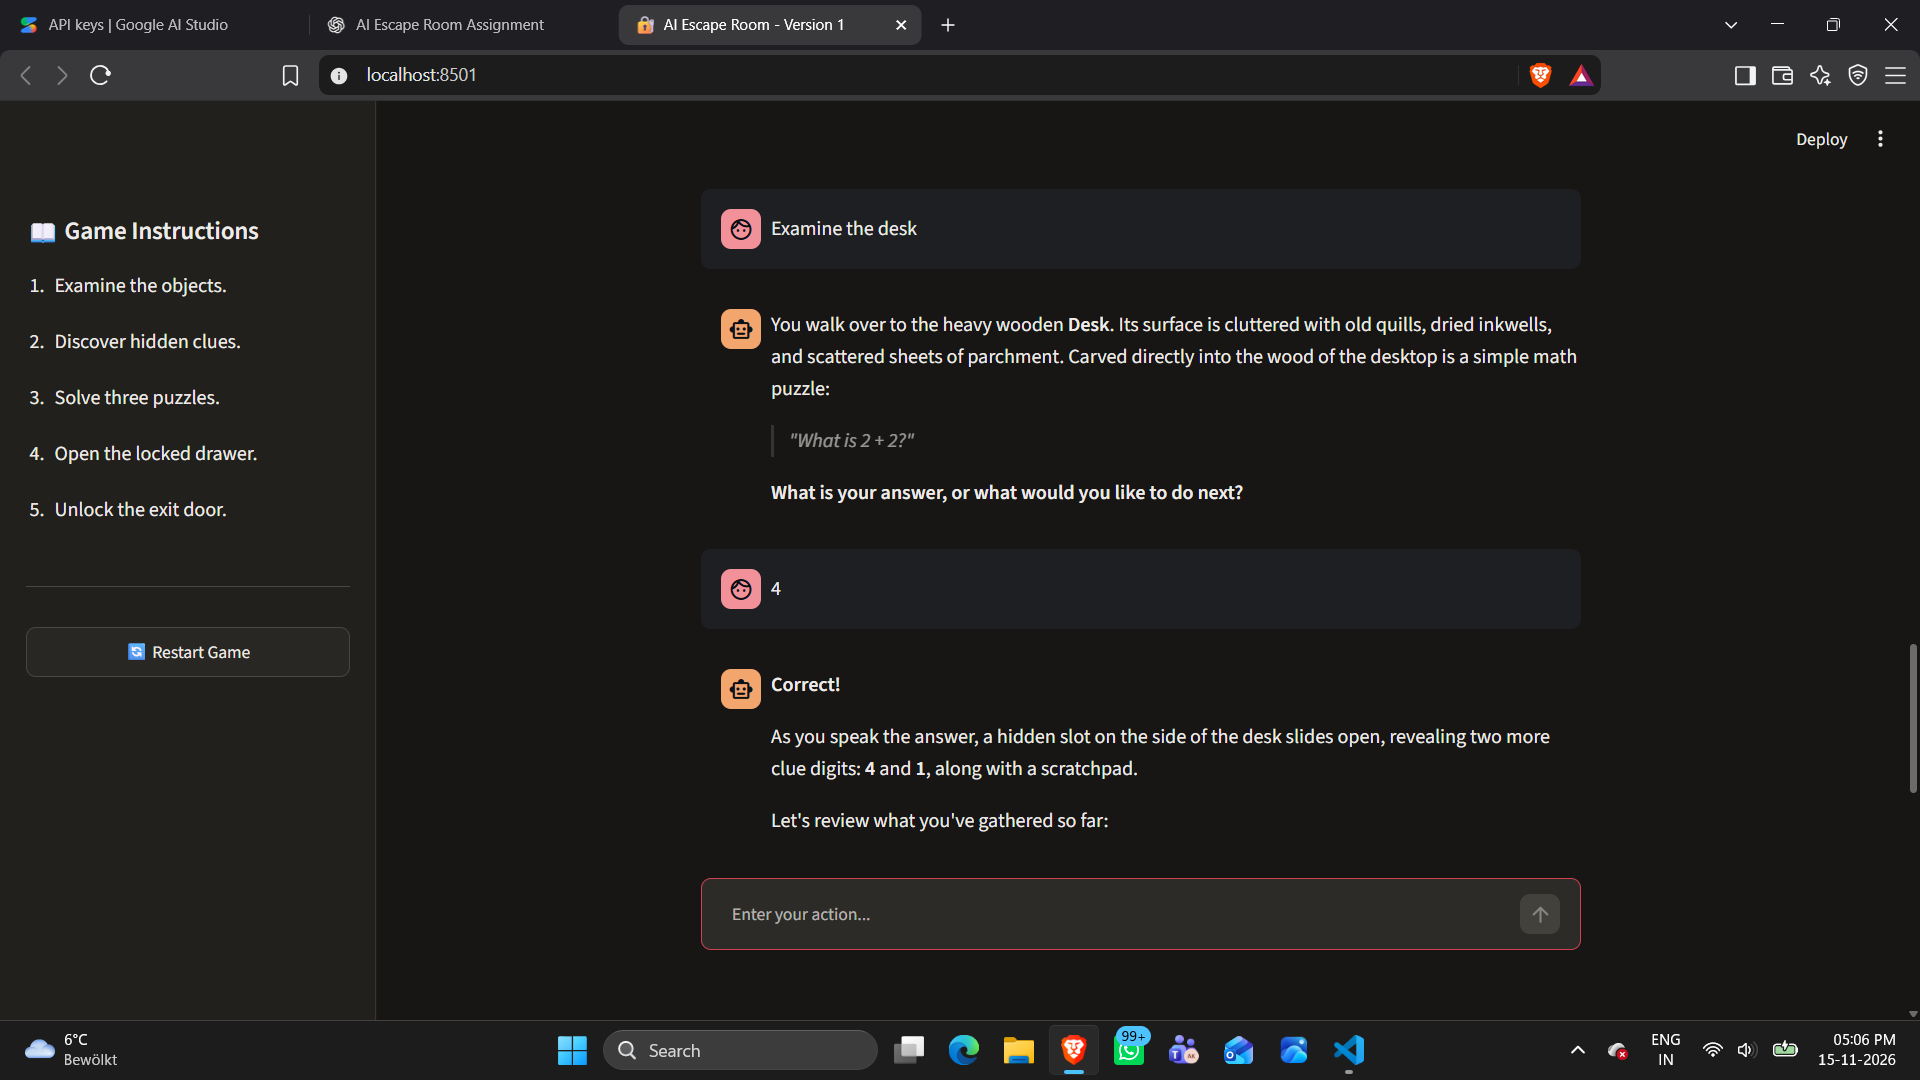 API keys | Google AI Studio
AI Escape Room Assignment
AI Escape Room - Version 1
localhost:8501
Deploy
Game Instructions
1. Examine the objects.
2. Discover hidden clues.
3. Solve three puzzles.
4. Open the locked drawer.
5. Unlock the exit door.
Restart Game
Examine the desk
You walk over to the heavy wooden Desk. Its surface is cluttered with old quills, dried inkwells,
and scattered sheets of parchment. Carved directly into the wood of the desktop is a simple math
puzzle:
"What is 2 + 2?"
What is your answer, or what would you like to do next?
4
Correct!
As you speak the answer, a hidden slot on the side of the desk slides open, revealing two more
clue digits: 4 and 1, along with a scratchpad.
Let's review what you've gathered so far:
Enter your action...
6°C
Bewölkt
Search
99+
ENG
IN
05:06 PM
15-11-2026